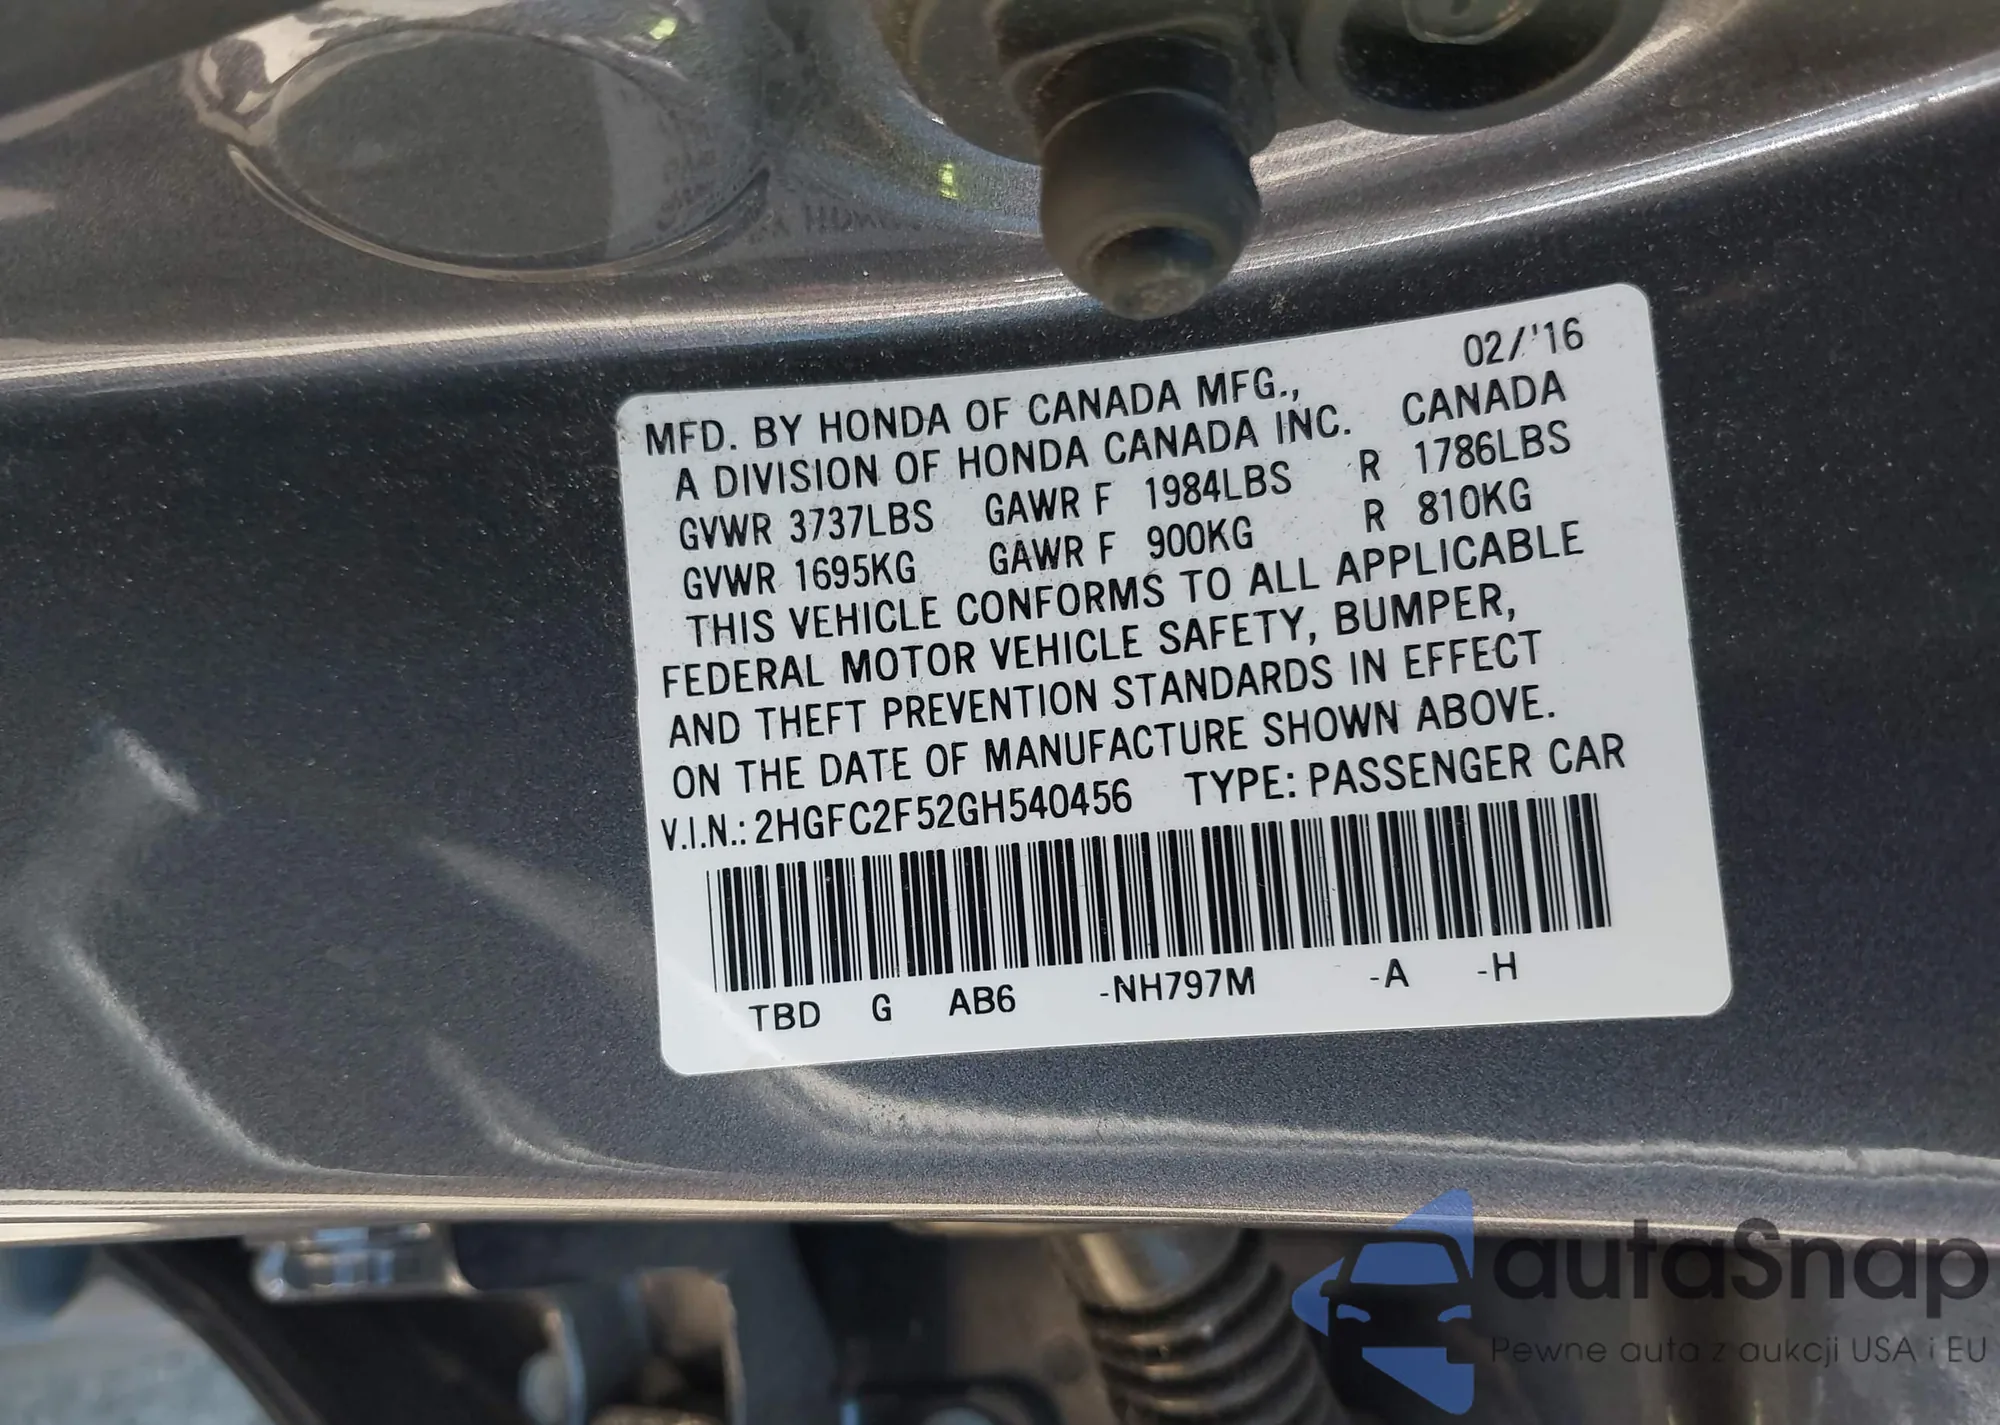 02/'16
MFD. BY HONDA OF CANADA MFG.,
A DIVISION OF HONDA CANADA INC. CANADA
GVWR 3737LBS GAWR F 1984LBS R 1786LBS
GVWR 1695KG GAWR F 900KG R 810KG
THIS VEHICLE CONFORMS TO ALL APPLICABLE
FEDERAL MOTOR VEHICLE SAFETY, BUMPER,
AND THEFT PREVENTION STANDARDS IN EFFECT
ON THE DATE OF MANUFACTURE SHOWN ABOVE.
V.I.N.: 2HGFC2F52GH540456 TYPE: PASSENGER CAR
TBD G AB6 -NH797M -A -H
autaSnap
Pewne auta z aukcji USA i EU